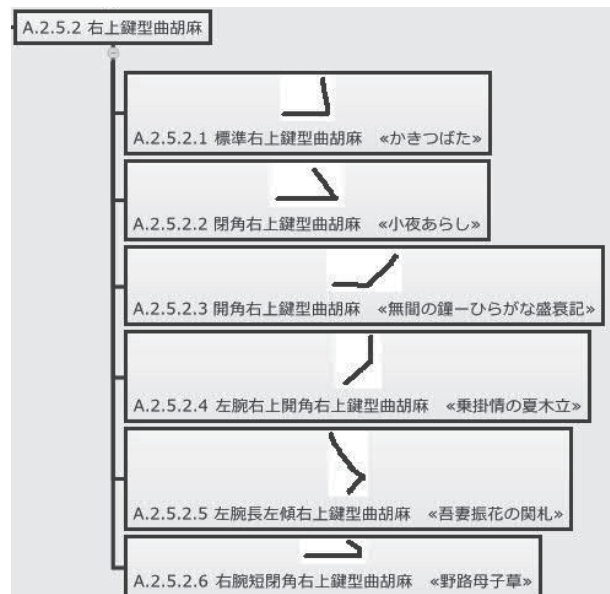 A.2.5.2 右上鍵型曲胡麻
A.2.5.2.1 標準右上鍵型曲胡麻 «かきつばた»
A.2.5.2.2 閉角右上鍵型曲胡麻 «小夜あらし»
A.2.5.2.3 開角右上鍵型曲胡麻 «無間の鐘ーひらがな盛衰記»
A.2.5.2.4 左腕右上開角右上鍵型曲胡麻 «乗掛情の夏木立»
A.2.5.2.5 左腕長左傾右上鍵型曲胡麻 «吾妻振花の関札»
A.2.5.2.6 右腕短閉角右上鍵型曲胡麻 «野路母子草»